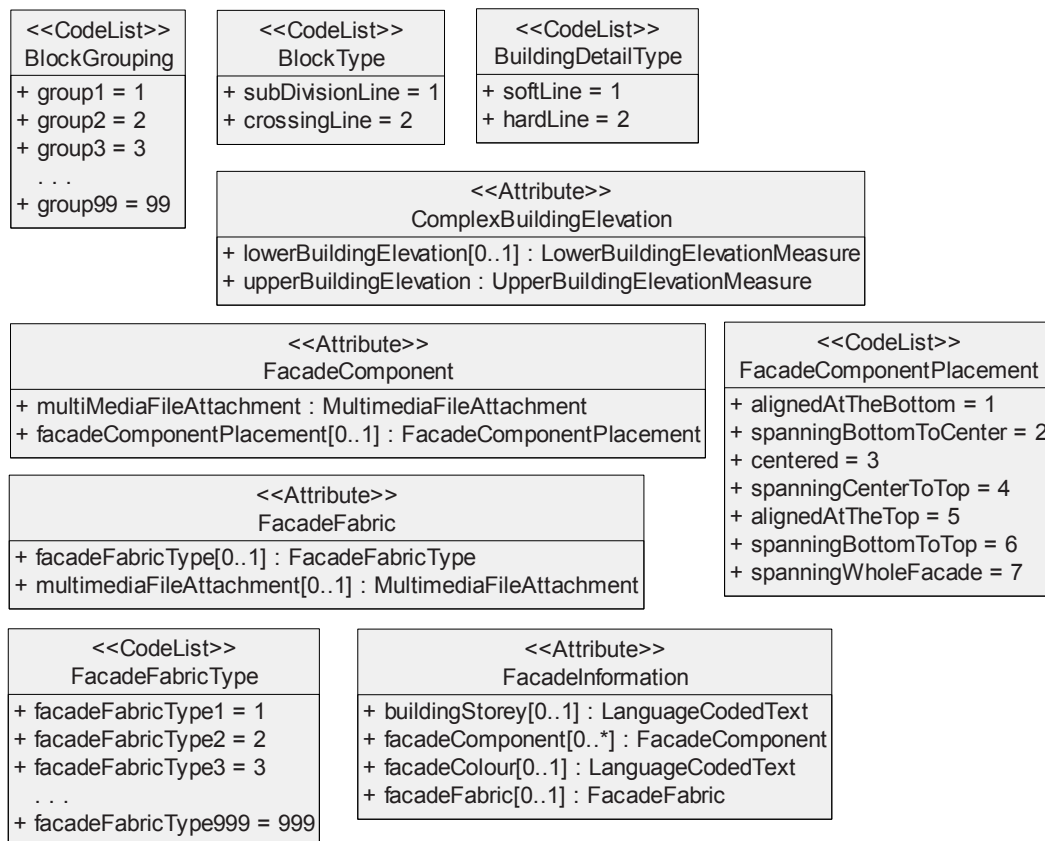 <<CodeList>>
BlockGrouping
+ group1 = 1
+ group2 = 2
+ group3 = 3
. . .
+ group99 = 99
<<CodeList>>
BlockType
+ subDivisionLine = 1
+ crossingLine = 2
<<CodeList>>
BuildingDetailType
+ softLine = 1
+ hardLine = 2
<<Attribute>>
ComplexBuildingElevation
+ lowerBuildingElevation[0..1] : LowerBuildingElevationMeasure
+ upperBuildingElevation : UpperBuildingElevationMeasure
<<Attribute>>
FacadeComponent
+ multiMediaFileAttachment : MultimediaFileAttachment
+ facadeComponentPlacement[0..1] : FacadeComponentPlacement
<<CodeList>>
FacadeComponentPlacement
+ alignedAtTheBottom = 1
+ spanningBottomToCenter = 2
+ centered = 3
+ spanningCenterToTop = 4
+ alignedAtTheTop = 5
+ spanningBottomToTop = 6
+ spanningWholeFacade = 7
<<Attribute>>
FacadeFabric
+ facadeFabricType[0..1] : FacadeFabricType
+ multimediaFileAttachment[0..1] : MultimediaFileAttachment
<<CodeList>>
FacadeFabricType
+ facadeFabricType1 = 1
+ facadeFabricType2 = 2
+ facadeFabricType3 = 3
. . .
+ facadeFabricType999 = 999
<<Attribute>>
FacadeInformation
+ buildingStorey[0..1] : LanguageCodedText
+ facadeComponent[0..*] : FacadeComponent
+ facadeColour[0..1] : LanguageCodedText
+ facadeFabric[0..1] : FacadeFabric